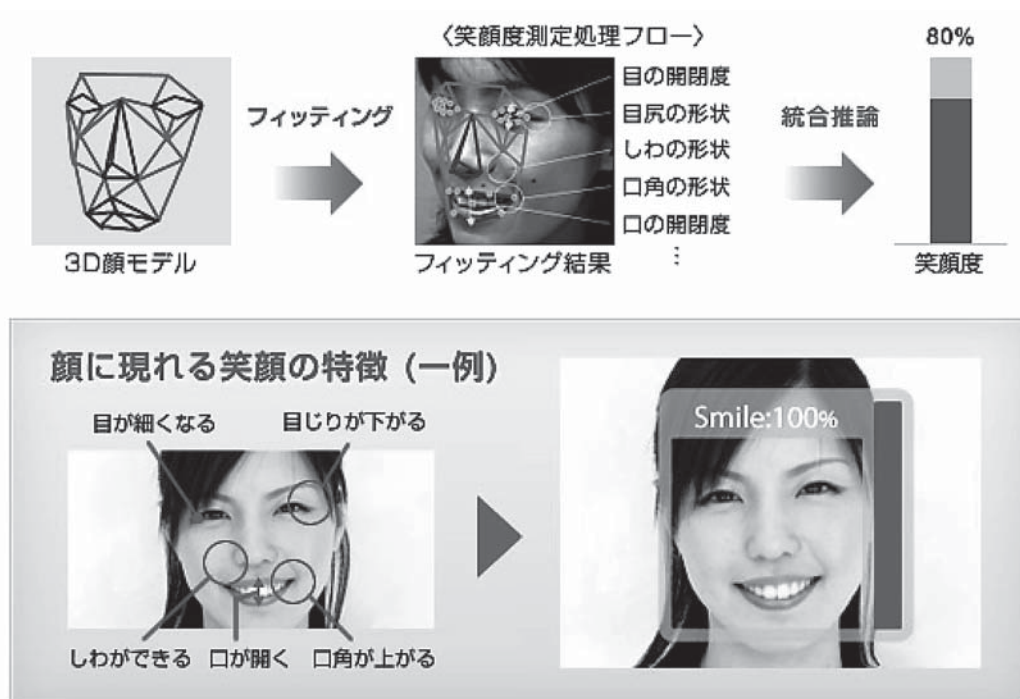 〈笑顔度測定処理フロー〉
80%
フィッティング
目の開閉度
目尻の形状
しわの形状
口角の形状
口の開閉度
⋮
統合推論
3D顔モデル
フィッティング結果
笑顔度
顔に現れる笑顔の特徴 (一例)
目が細くなる
目じりが下がる
Smile:100%
しわができる
口が開く
口角が上がる